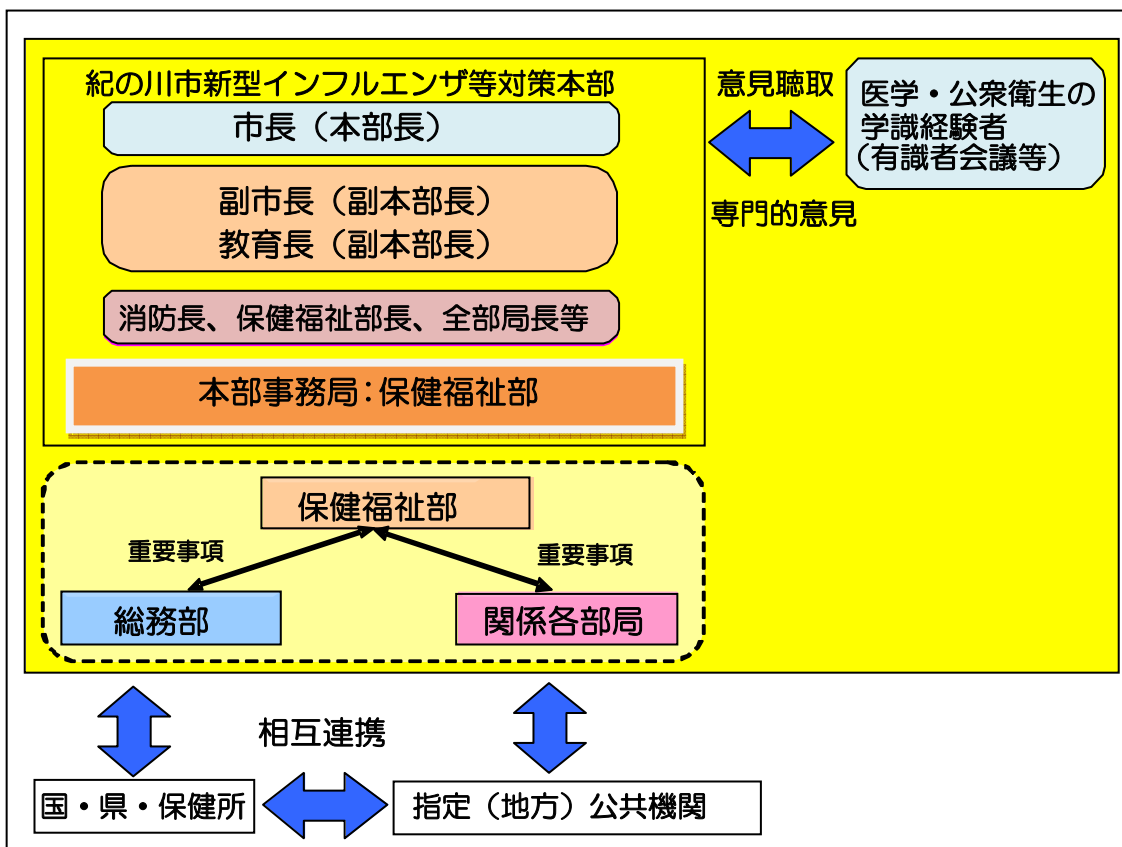 紀の川市新型インフルエンザ等対策本部
市長（本部長）
副市長（副本部長）
教育長（副本部長）
消防長、保健福祉部長、全部局長等
本部事務局：保健福祉部
意見聴取
専門的意見
医学・公衆衛生の
学識経験者
（有識者会議等）
保健福祉部
重要事項
重要事項
総務部
関係各部局
相互連携
国・県・保健所
指定（地方）公共機関